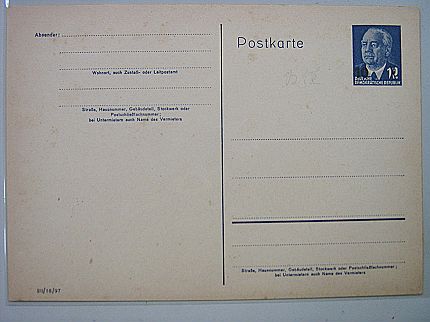 Absender:
Wohnort, auch Zustell- oder Leitpostamt
Straße, Hausnummer, Gebäudeteil, Stockwerk oder
Postschließfachnummer;
bei Untermietern auch Name des Vermieters
III/18/97
Postkarte
12
DEUTSCHE
DEMOKRATISCHE REPUBLIK
Straße, Hausnummer, Gebäudeteil, Stockwerk oder Postschließfachnummer;
bei Untermietern auch Name des Vermieters